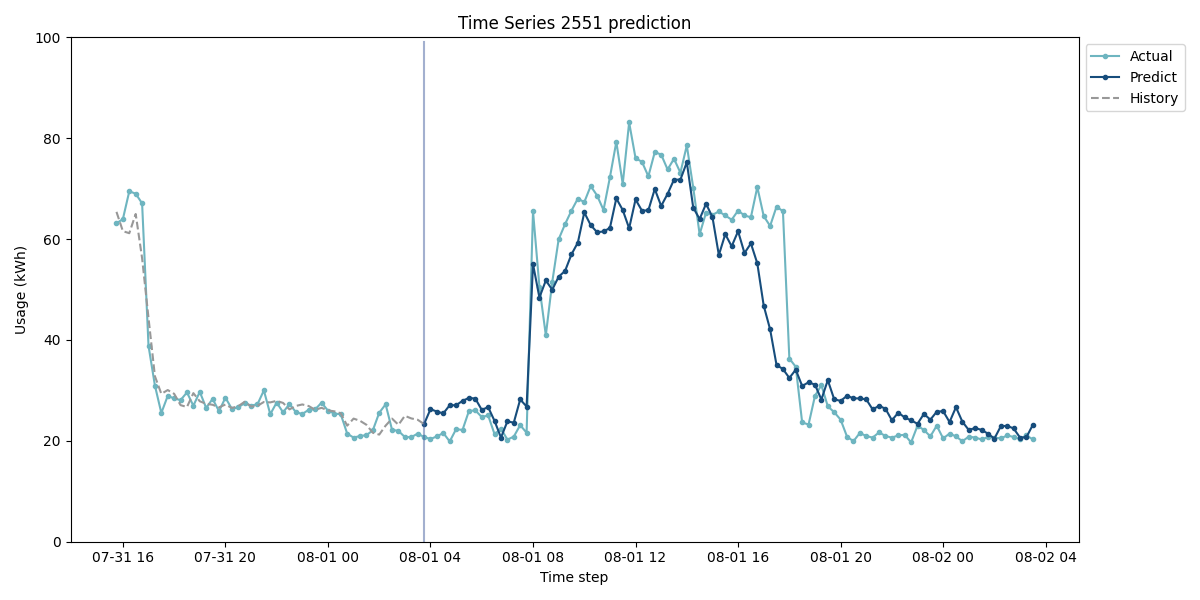 Time Series 2551 prediction
Usage (kWh)
100
80
60
40
20
0
07-31 16
07-31 20
08-01 00
08-01 04
08-01 08
08-01 12
08-01 16
08-01 20
08-02 00
08-02 04
Time step
Actual
Predict
History